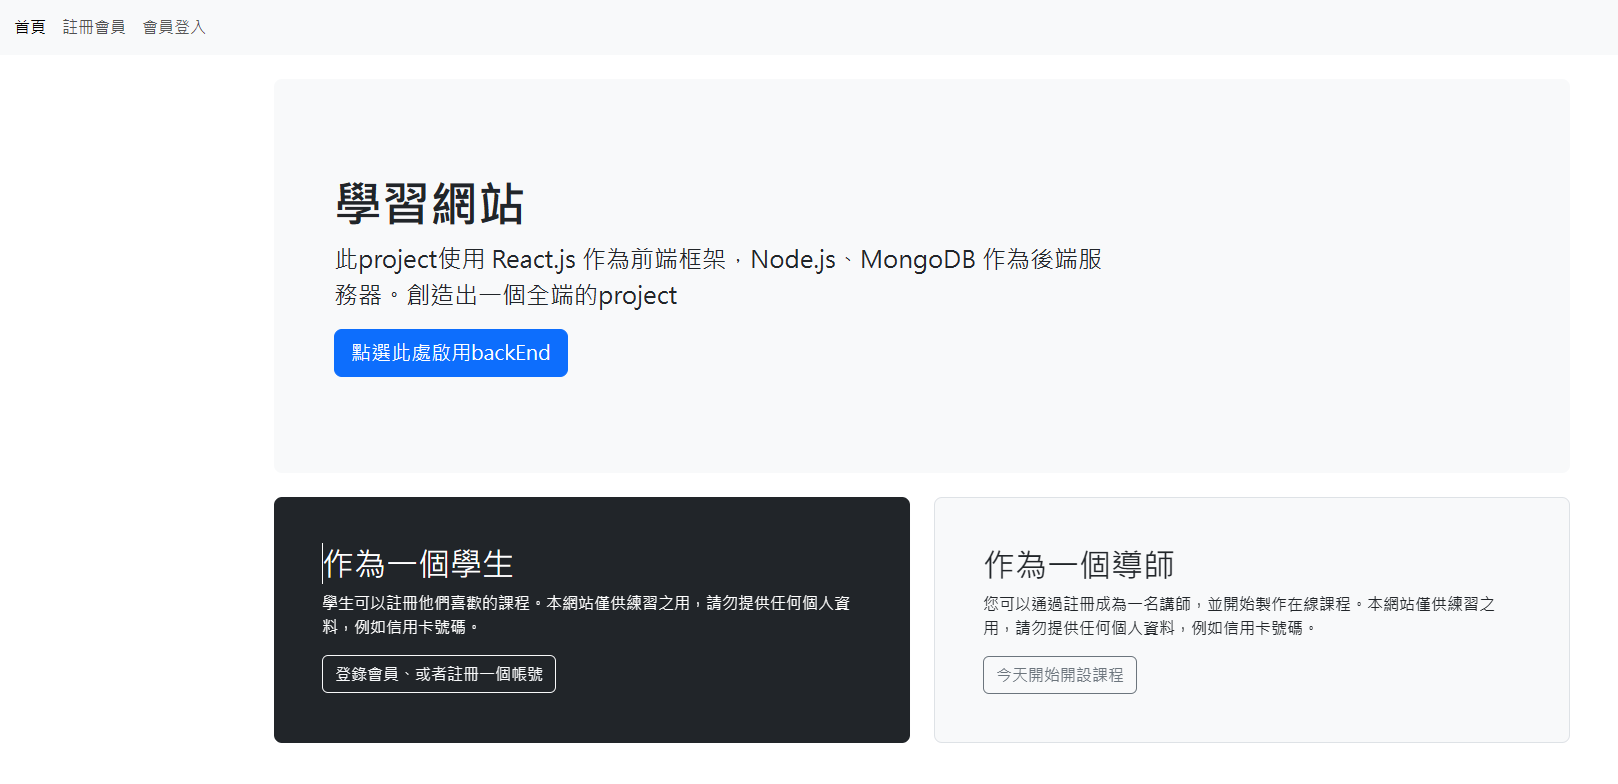 首頁 註冊會員 會員登入
學習網站
此project使用 React.js 作為前端框架，Node.js、MongoDB 作為後端服
務器。創造出一個全端的project
點選此處啟用backEnd
作為一個學生
學生可以註冊他們喜歡的課程。本網站僅供練習之用，請勿提供任何個人資
料，例如信用卡號碼。
登錄會員、或者註冊一個帳號
作為一個導師
您可以通過註冊成為一名講師，並開始製作在線課程。本網站僅供練習之
用，請勿提供任何個人資料，例如信用卡號碼。
今天開始開設課程